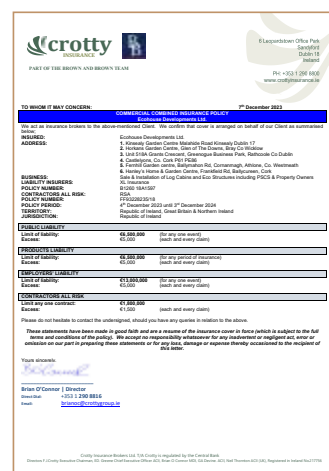 crotty
INSURANCE
PART OF THE BROWN AND BROWN TEAM
6 Leopardstown Office Park
Sandyford
Dublin 18
Ireland
PH: +353 1 290 8800
www.crottyinsurance.ie
TO WHOM IT MAY CONCERN: 7th December 2023
COMMERCIAL COMBINED INSURANCE POLICY
Ecohouse Developments Ltd.
We act as insurance brokers to the above-mentioned Client. We confirm that cover is arranged on behalf of our Client as summarised
below;
INSURED: Ecohouse Developments Ltd.
ADDRESS: 1. Kinsealy Garden Centre Malahide Road Kinsealy Dublin 17
2. Horkans Garden Centre, Glen of The Downs, Bray Co Wicklow
3. Unit 518A Grants Crescent, Greenogue Business Park, Rathcoole Co Dublin
4. Castlelyons, Co. Cork P61 PE86
5. Fernhill Garden centre, Ballymahon Rd, Cornamagh, Athlone, Co. Westmeath
6. Hanley's Home & Garden Centre, Frankfield Rd, Ballycureen, Cork
BUSINESS: Sale & Installation of Log Cabins and Eco Structures including PSCS & Property Owners
LIABILITY INSURERS: XL Insurance
POLICY NUMBER: B1260 16A1597
CONTRACTORS ALL RISK: RSA
POLICY NUMBER:
POLICY PERIOD: 4th December 2023 until 3rd December 2024
TERRITORY: Republic of Ireland, Great Britain & Northern Ireland
JURISDICTION: Republic of Ireland
PUBLIC LIABILITY
Limit of liability: €6,500,000 (for any one event)
Excess: €5,000 (each and every claim)
PRODUCTS LIABILITY
Limit of liability: €6,500,000 (for any period of insurance)
Excess: €5,000 (each and every claim)
EMPLOYERS' LIABILITY
Limit of liability: €13,000,000 (for any one event)
Excess: (each and every claim)
CONTRACTORS ALL RISK
Limit any one contract: €1,000,000
Excess: €1,500 (each and every claim)
Please do not hesitate to contact the undersigned, should you have any queries in relation to the above.
These statements have been made in good faith and are a resume of the insurance cover in force (which is subject to the full
terms and conditions of the policy). We accept no responsibility whatsoever for any inadvertent or negligent act, error or
omission on our part in preparing these statements or for any loss, damage or expense thereby occasioned to the recipient of
this letter.
Yours sincerely,
Brian O'Connor | Director
Direct Dial: +353 1 290 8816
Email: brianoc@crottygroup.ie
Crotty Insurance Brokers Ltd. T/A Crotty is regulated by the Central Bank